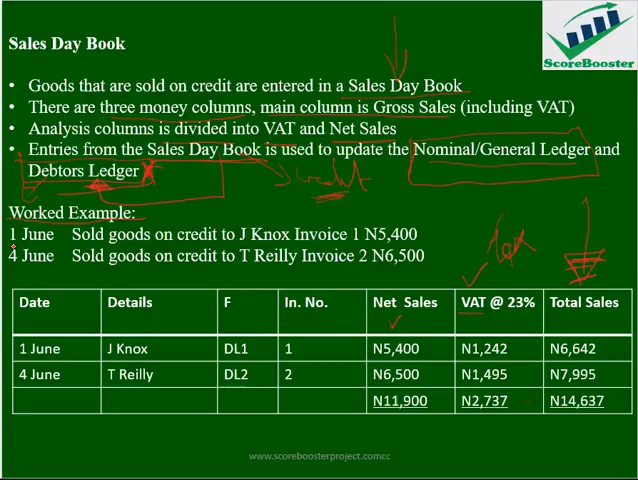 Sales Day Book
ScoreBooster
• Goods that are sold on credit are entered in a Sales Day Book
• There are three money columns, main column is Gross Sales (including VAT)
• Analysis columns is divided into VAT and Net Sales
• Entries from the Sales Day Book is used to update the Nominal/General Ledger and
Debtors Ledger
credit
Worked Example:
1 June Sold goods on credit to J Knox Invoice 1 N5,400
4 June Sold goods on credit to T Reilly Invoice 2 N6,500
Date Details F In. No. Net Sales VAT @ 23% Total Sales
1 June J Knox DL1 1 N5,400 N1,242 N6,642
4 June T Reilly DL2 2 N6,500 N1,495 N7,995
N11,900 N2,737 N14,637
www.scoreboosterproject.comcc